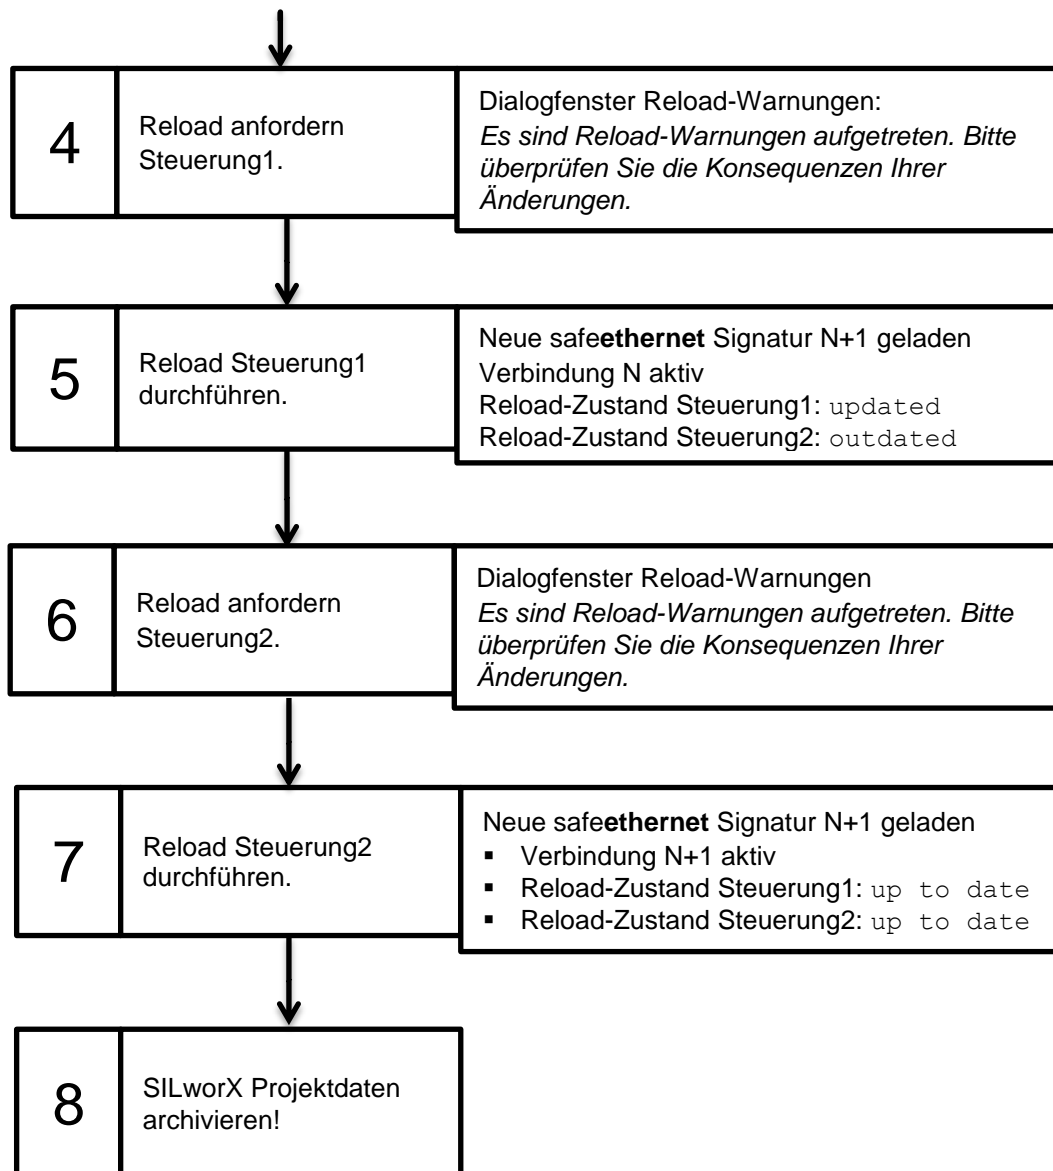 4
Reload anfordern
Steuerung1.
Dialogfenster Reload-Warnungen:
Es sind Reload-Warnungen aufgetreten. Bitte
überprüfen Sie die Konsequenzen Ihrer
Änderungen.
5
Reload Steuerung1
durchführen.
Neue safeethernet Signatur N+1 geladen
Verbindung N aktiv
Reload-Zustand Steuerung1: updated
Reload-Zustand Steuerung2: outdated
6
Reload anfordern
Steuerung2.
Dialogfenster Reload-Warnungen
Es sind Reload-Warnungen aufgetreten. Bitte
überprüfen Sie die Konsequenzen Ihrer
Änderungen.
7
Reload Steuerung2
durchführen.
Neue safeethernet Signatur N+1 geladen
▪ Verbindung N+1 aktiv
▪ Reload-Zustand Steuerung1: up to date
▪ Reload-Zustand Steuerung2: up to date
8
SILworX Projektdaten
archivieren!